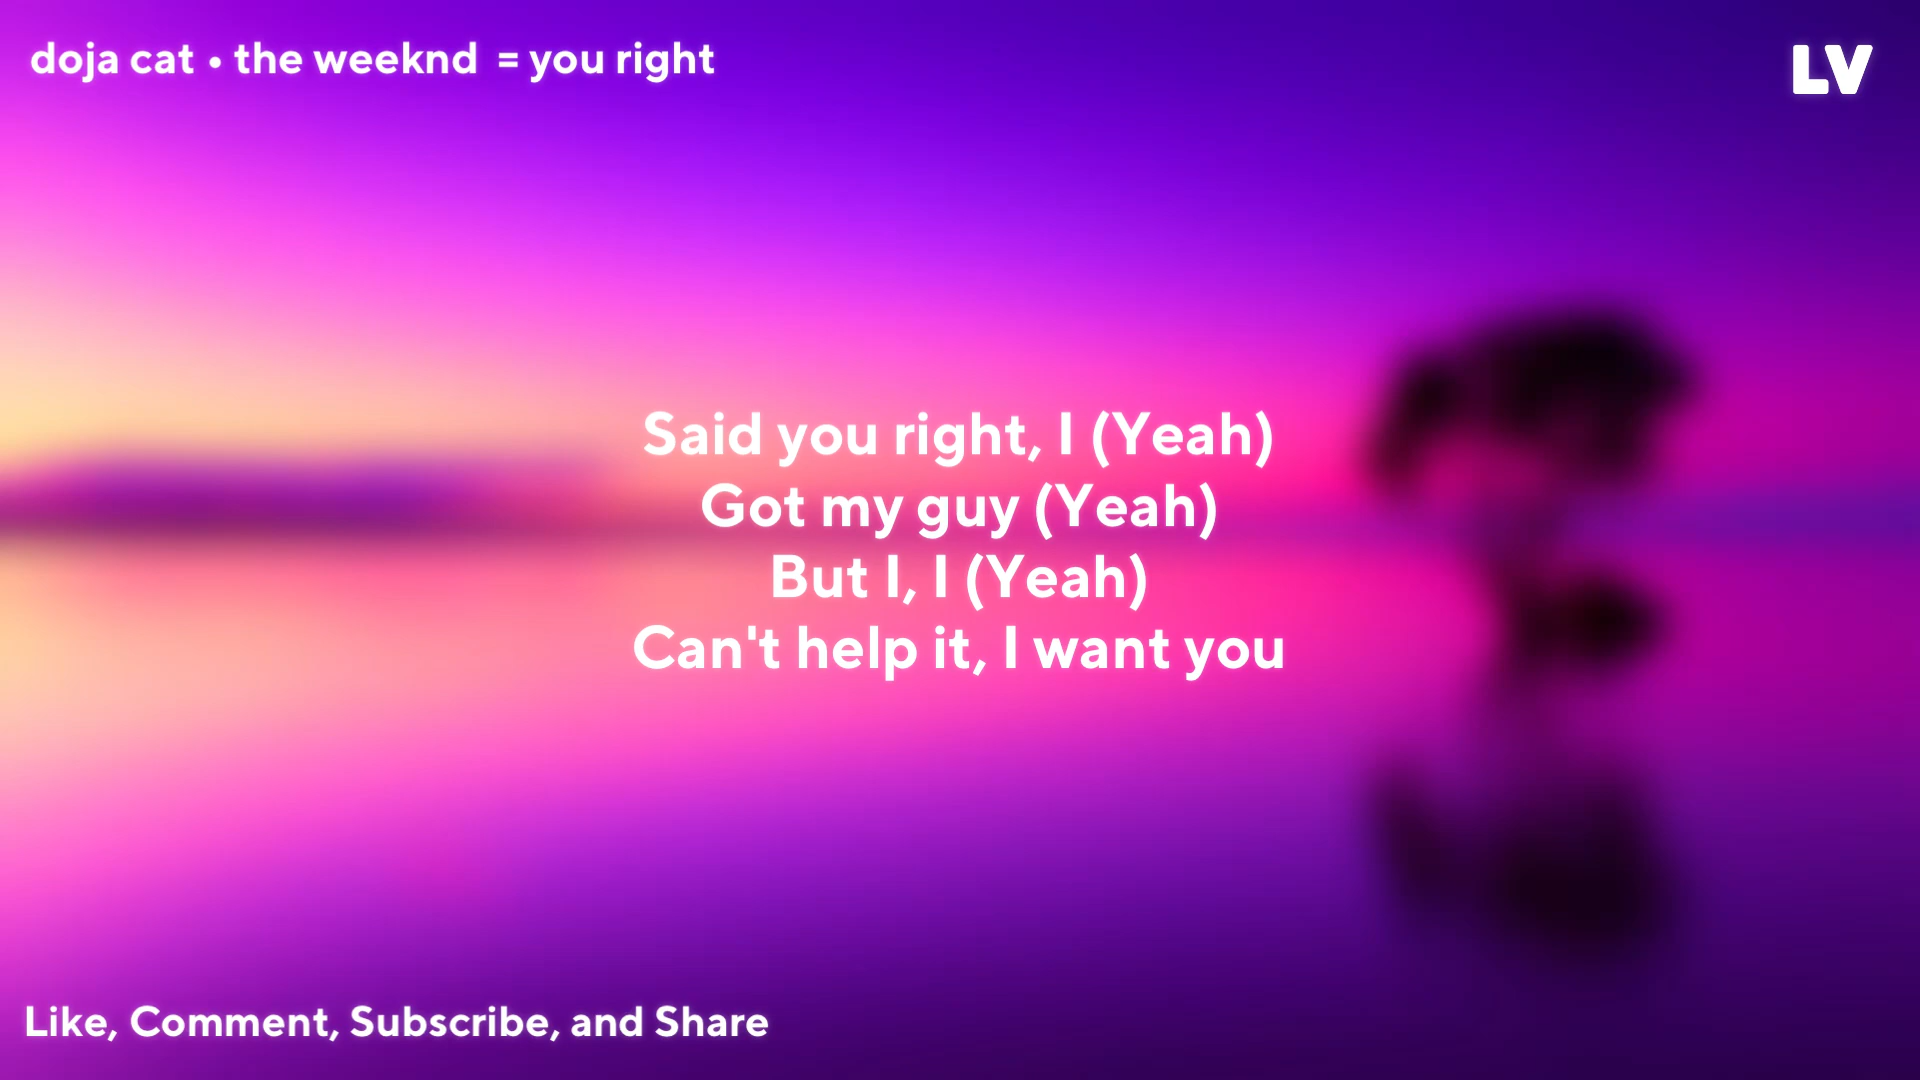 doja cat • the weeknd = you right
LV
Said you right, I (Yeah)
Got my guy (Yeah)
But I, I (Yeah)
Can't help it, I want you
Like, Comment, Subscribe, and Share